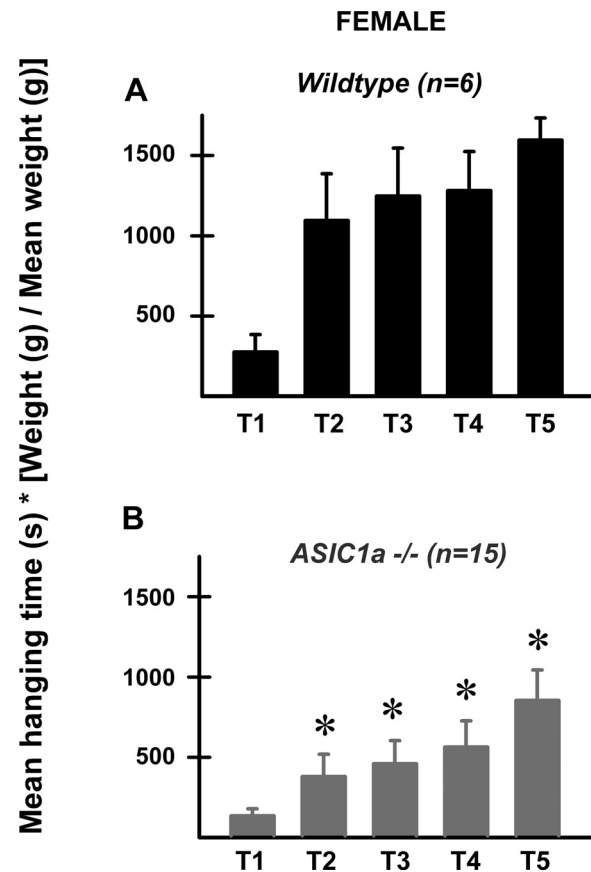 FEMALE
Mean hanging time (s) * [Weight (g) / Mean weight (g)]
A
Wildtype (n=6)
1500
1000
500
T1 T2 T3 T4 T5
B
ASIC1a -/- (n=15)
1500
1000
500
* * * *
T1 T2 T3 T4 T5